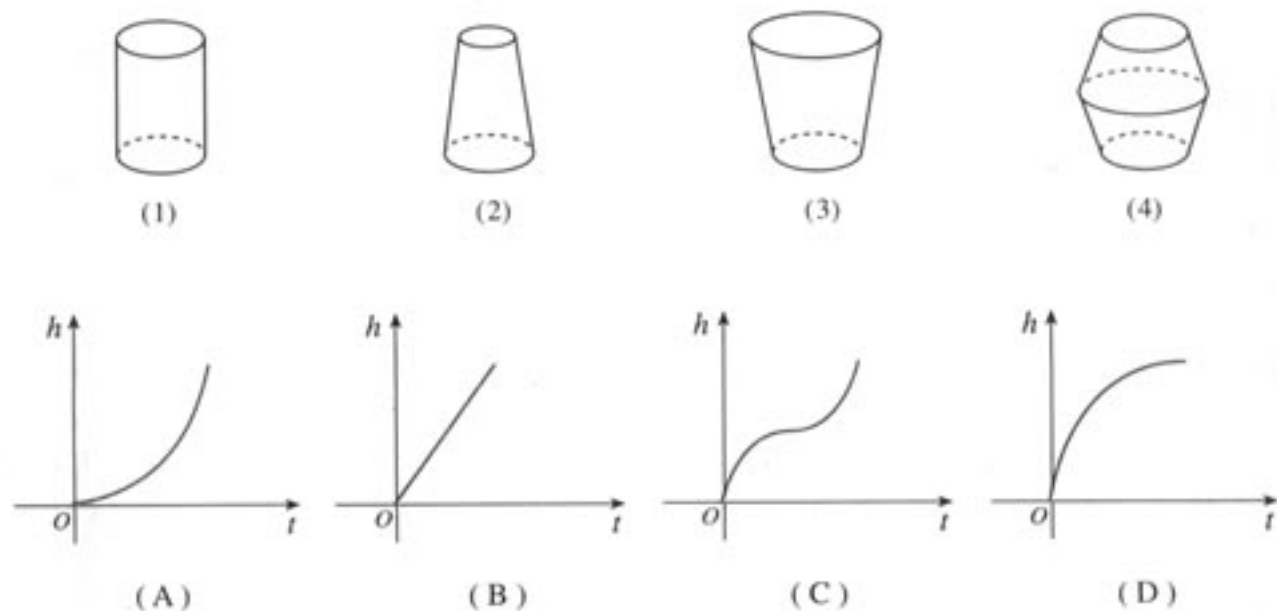 (1) (2) (3) (4)
h h h h
O t O t O t O t
(A) (B) (C) (D)